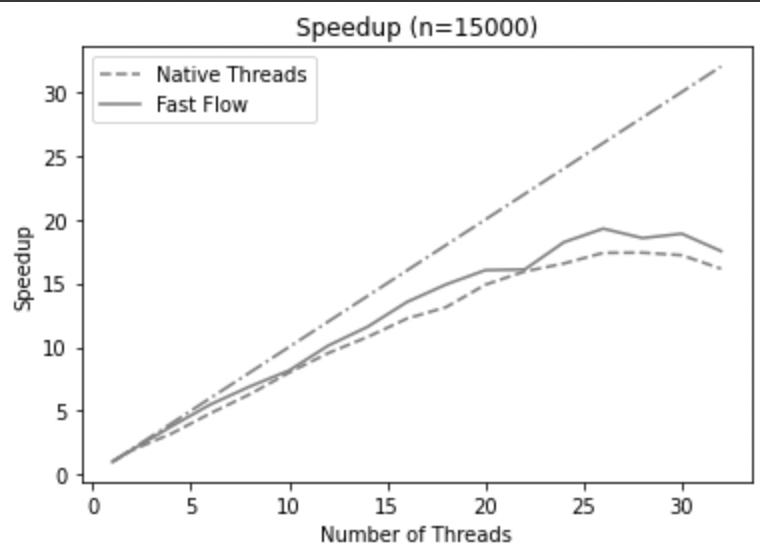 Speedup (n=15000)
Native Threads
Fast Flow
30
25
20
15
10
5
0
Speedup
0 5 10 15 20 25 30
Number of Threads